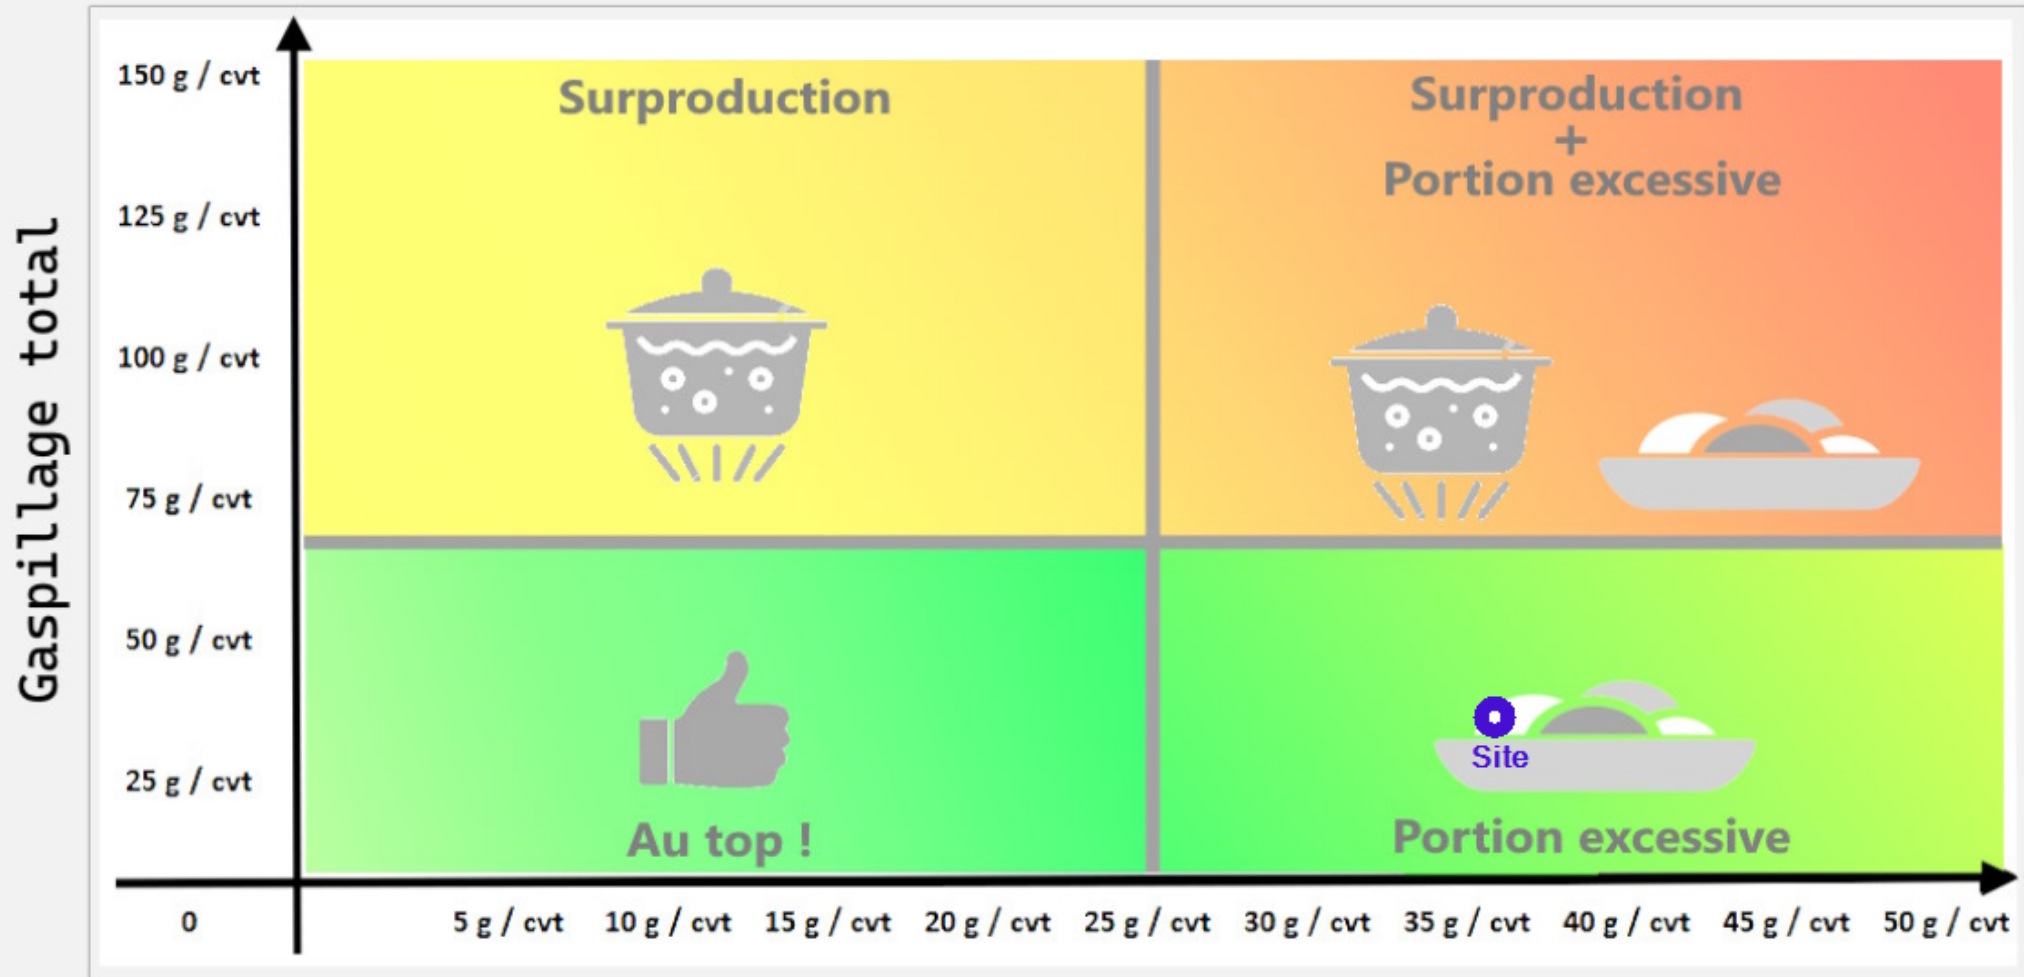 Gaspillage total
150 g / cvt
125 g / cvt
100 g / cvt
75 g / cvt
50 g / cvt
25 g / cvt
Surproduction
Surproduction
+
Portion excessive
Au top !
Site
Portion excessive
0 5 g / cvt 10 g / cvt 15 g / cvt 20 g / cvt 25 g / cvt 30 g / cvt 35 g / cvt 40 g / cvt 45 g / cvt 50 g / cvt